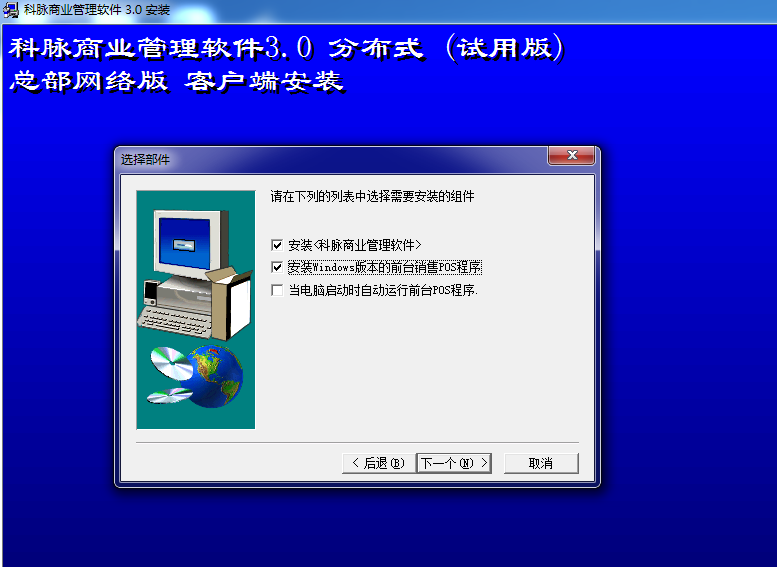 科脉商业管理软件 3.0 安装
科脉商业管理软件3.0 分布式 (试用版)
总部网络版 客户端安装
选择部件
请在下列的列表中选择需要安装的组件
安装<科脉商业管理软件>
安装Windows版本的前台销售POS程序
当电脑启动时自动运行前台POS程序.
< 后退(B) 下一个(N) > 取消